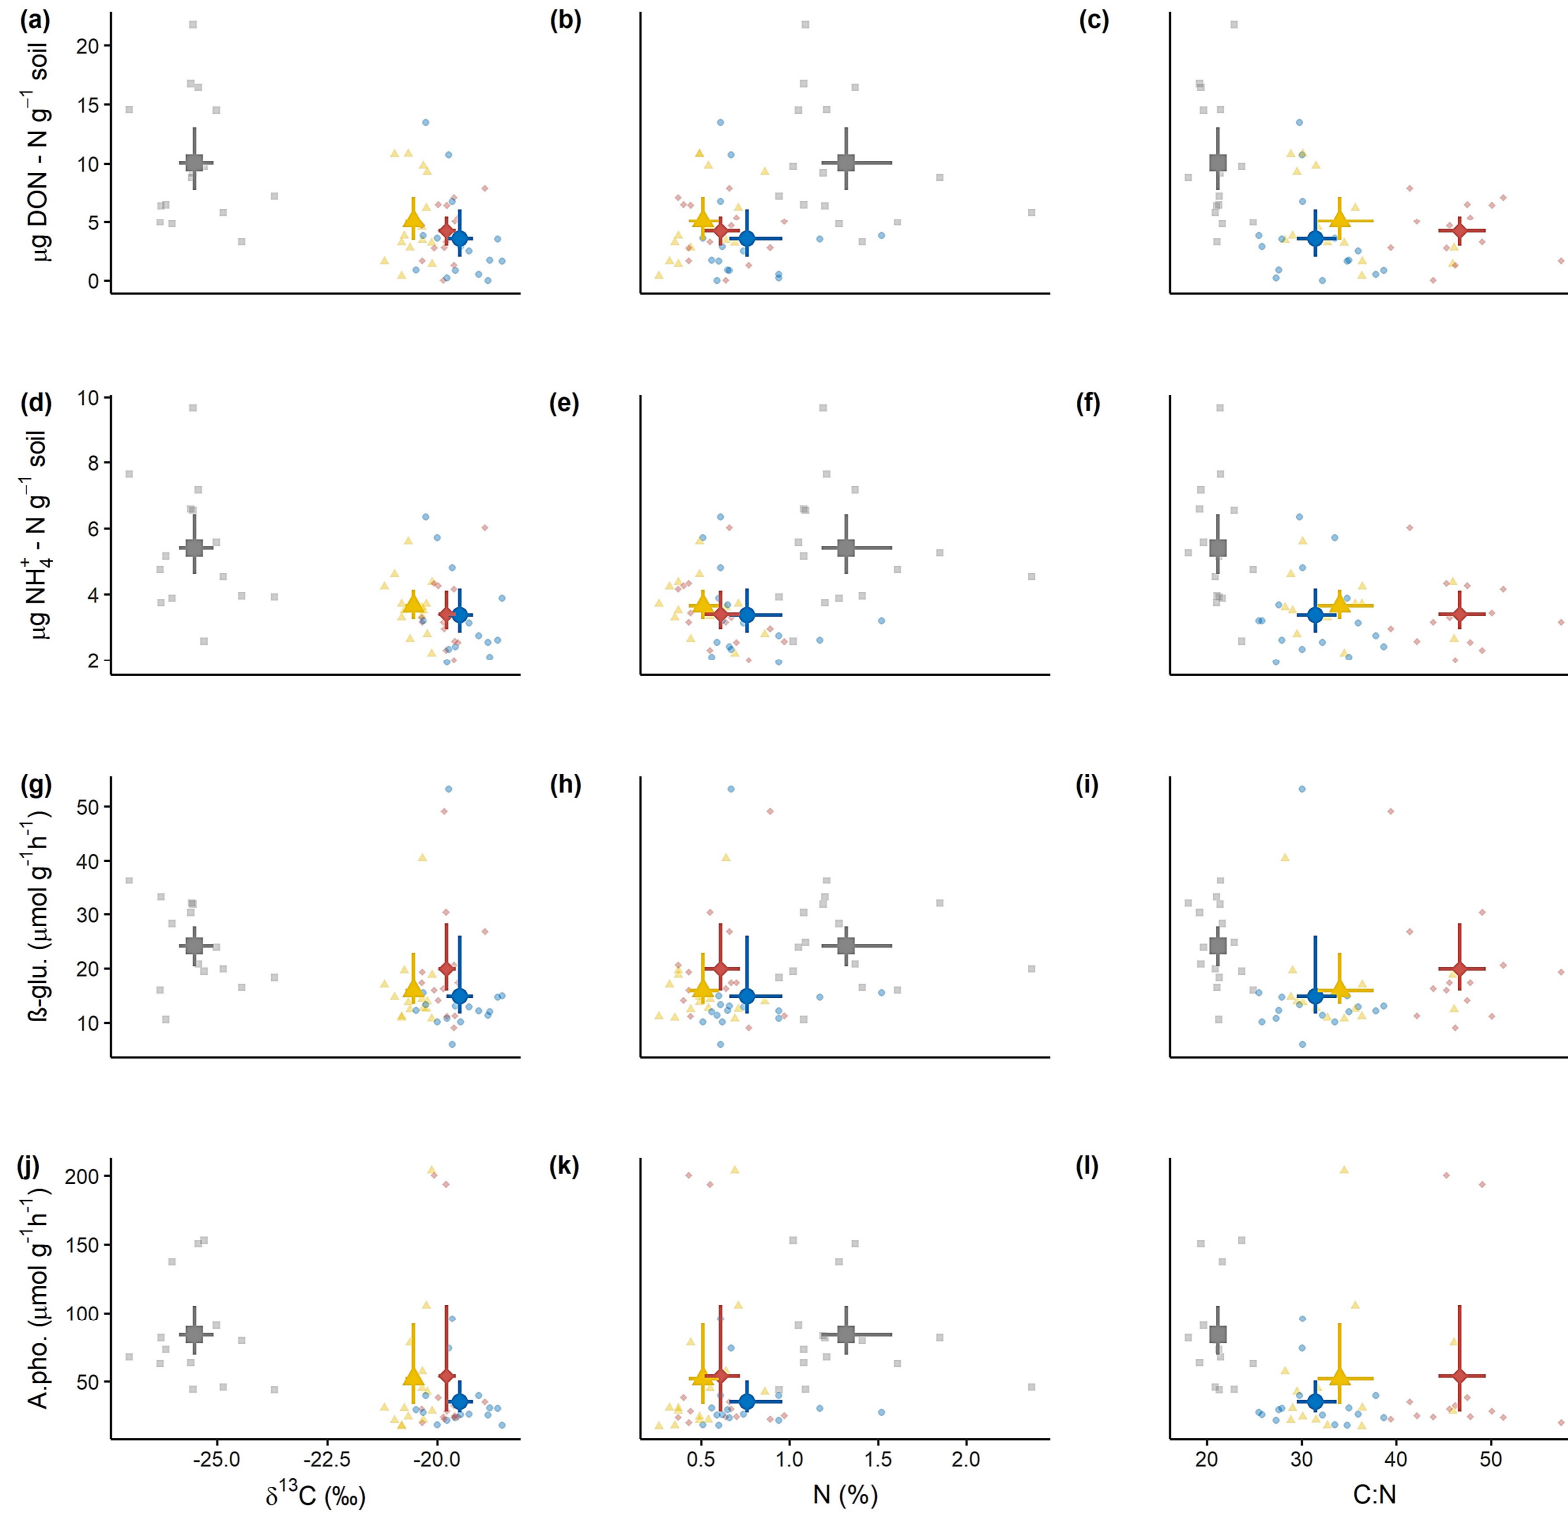 (a)
(b)
(c)
µg DON - N g⁻¹ soil
20
15
10
5
0
(d)
(e)
(f)
µg NH₄⁺ - N g⁻¹ soil
10
8
6
4
2
(g)
(h)
(i)
ß-glu. (µmol g⁻¹h⁻¹)
50
40
30
20
10
(j)
(k)
(l)
A.pho. (µmol g⁻¹h⁻¹)
200
150
100
50
-25.0 -22.5 -20.0
0.5 1.0 1.5 2.0
20 30 40 50
δ¹³C (‰)
N (%)
C:N